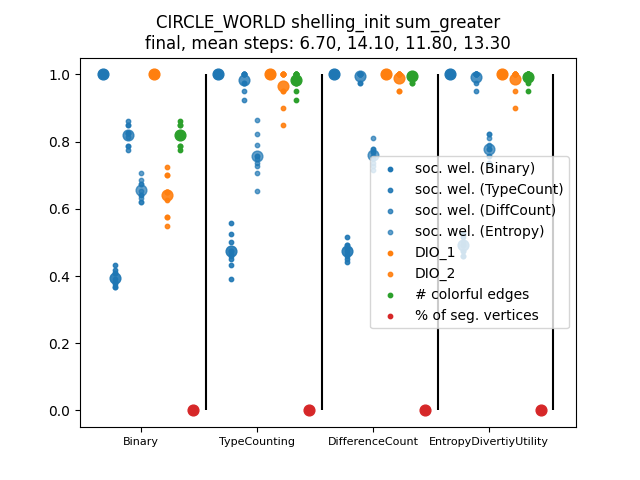 CIRCLE_WORLD shelling_init sum_greater
final, mean steps: 6.70, 14.10, 11.80, 13.30
1.0
0.8
0.6
0.4
0.2
0.0
soc. wel. (Binary)
soc. wel. (TypeCount)
soc. wel. (DiffCount)
soc. wel. (Entropy)
DIO_1
DIO_2
# colorful edges
% of seg. vertices
Binary
TypeCounting
DifferenceCount
EntropyDivertiyUtility